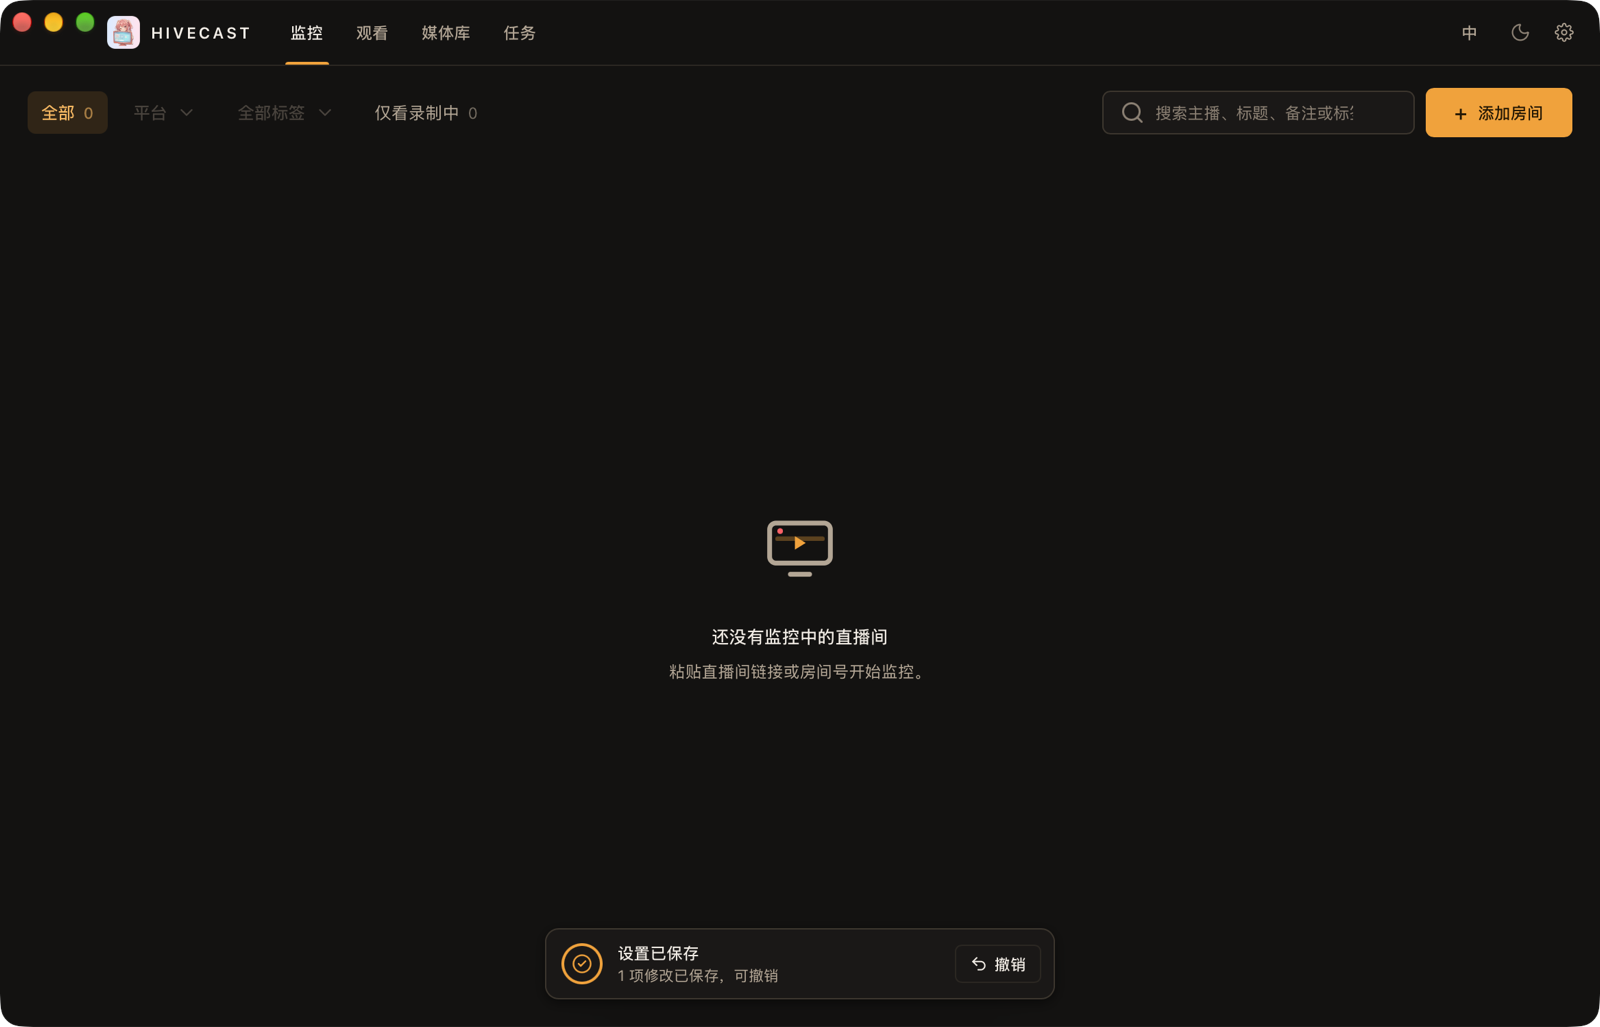 HIVECAST
监控
观看
媒体库
任务
中
全部 0
平台
全部标签
仅看录制中 0
搜索主播、标题、备注或标
+ 添加房间
还没有监控中的直播间
粘贴直播间链接或房间号开始监控。
设置已保存
1 项修改已保存，可撤销
撤销